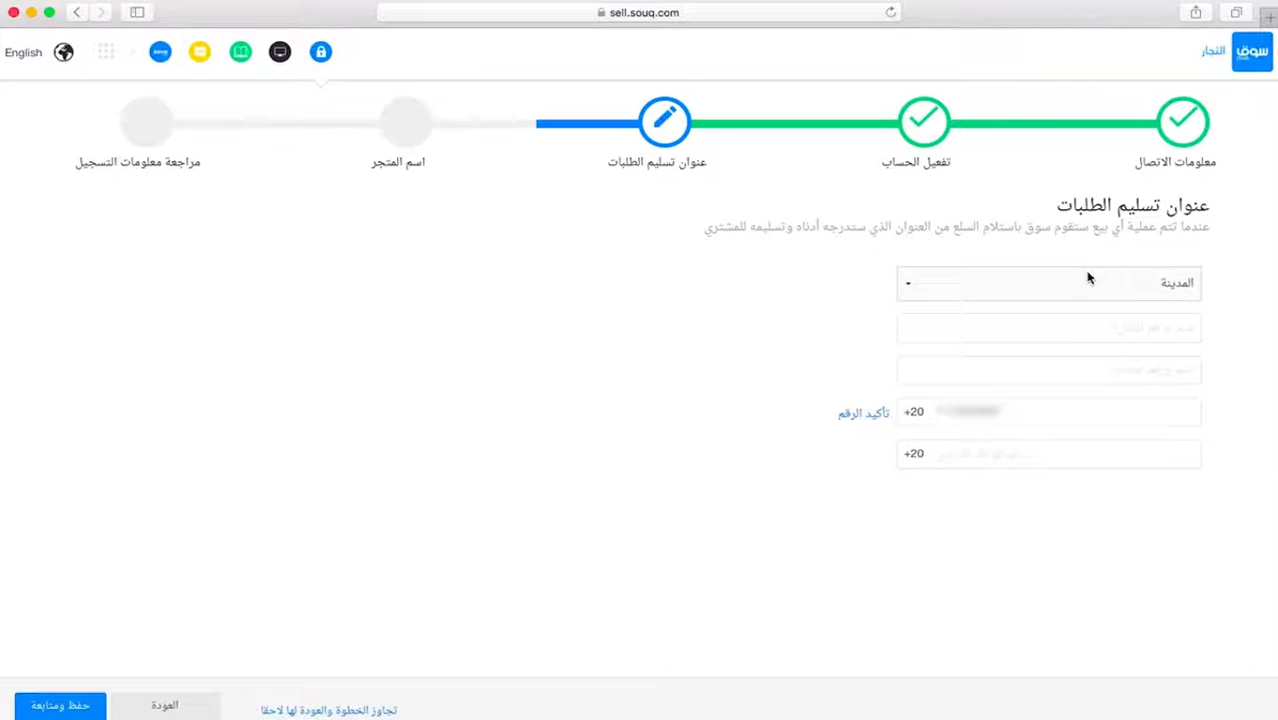 sell.souq.com
سوق
التجار
English
معلومات الاتصال
تفعيل الحساب
عنوان تسليم الطلبات
اسم المتجر
مراجعة معلومات التسجيل
عنوان تسليم الطلبات
عندما تتم عملية أي بيع ستقوم سوق باستلام السلع من العنوان الذي ستدرجه أدناه وتسليمه للمشتري
المدينة
+20
تأكيد الرقم
+20
تجاوز الخطوة والعودة لها لاحقا
العودة
حفظ ومتابعة